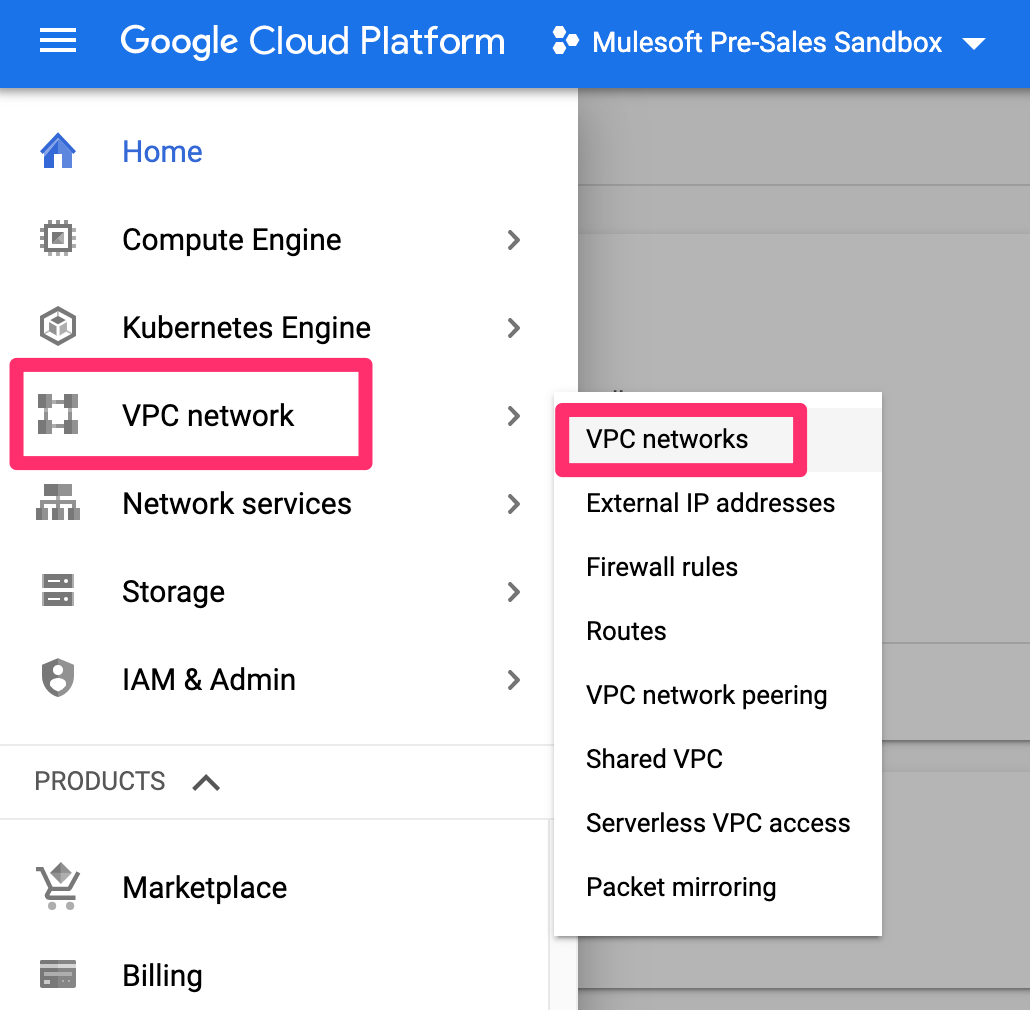 Google Cloud Platform
Mulesoft Pre-Sales Sandbox
Home
Compute Engine
Kubernetes Engine
VPC network
Network services
Storage
IAM & Admin
PRODUCTS
Marketplace
Billing
VPC networks
External IP addresses
Firewall rules
Routes
VPC network peering
Shared VPC
Serverless VPC access
Packet mirroring